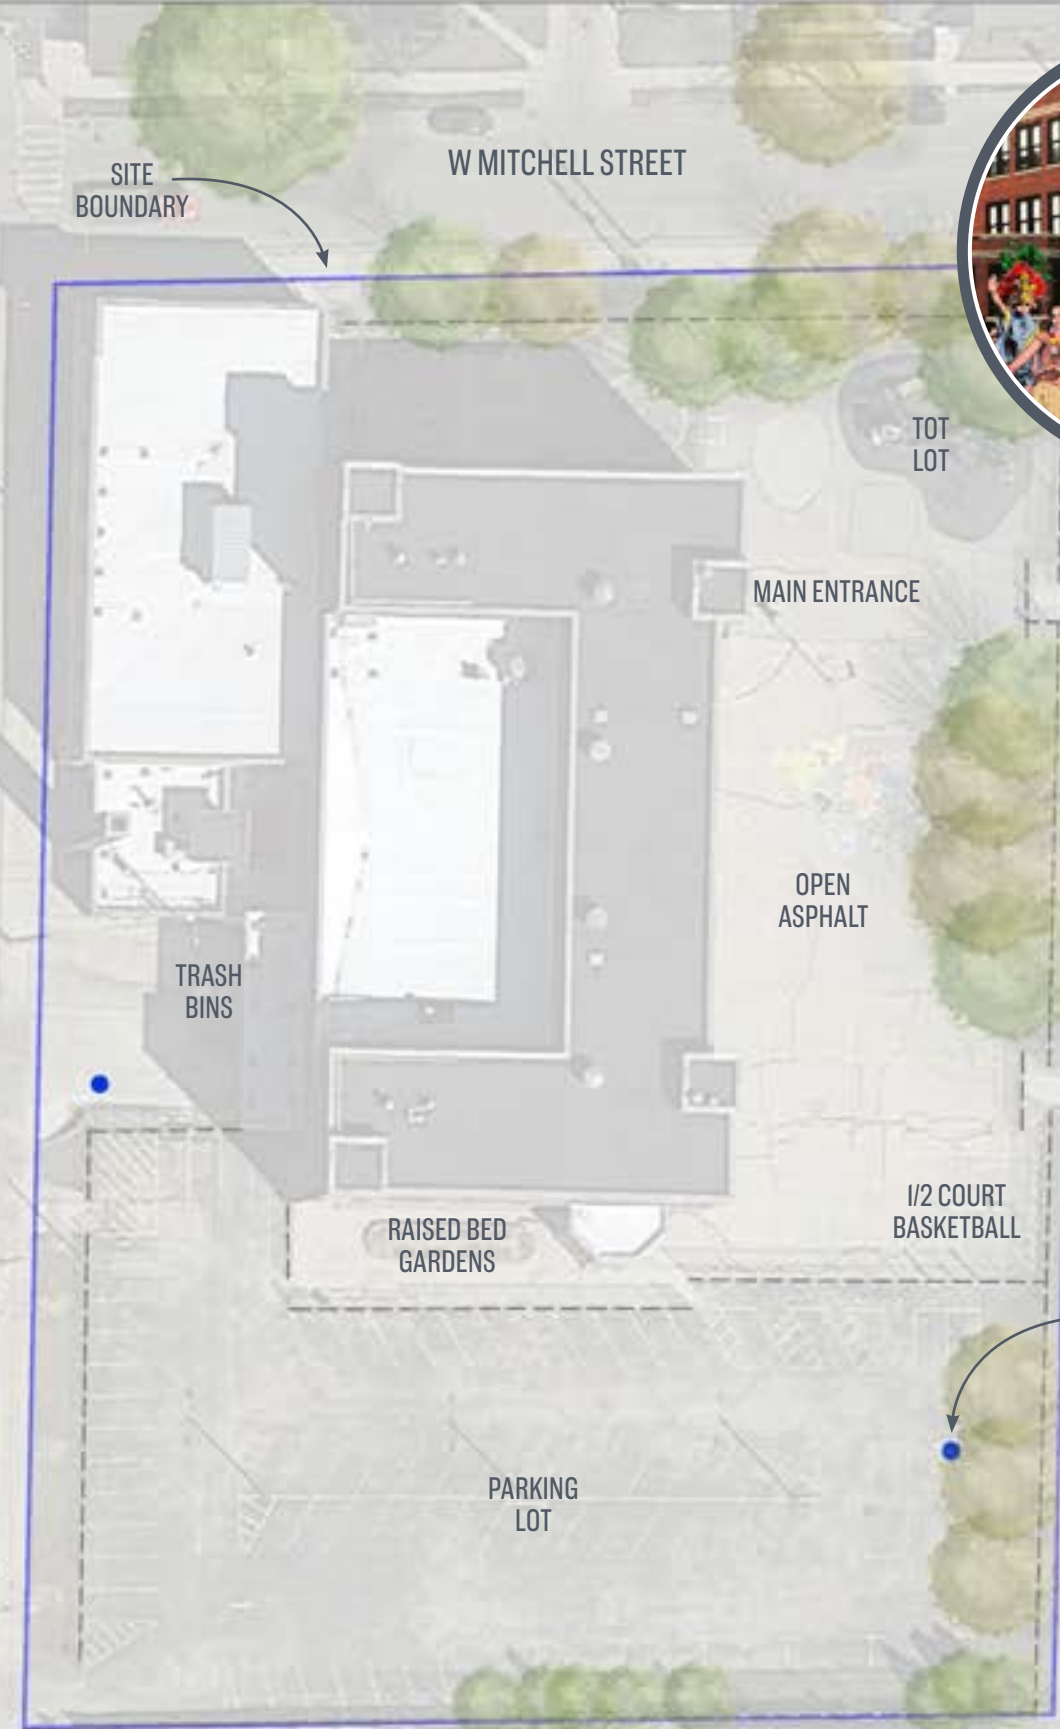 W MITCHELL STREET
SITE
BOUNDARY
TOT
LOT
MAIN ENTRANCE
OPEN
ASPHALT
TRASH
BINS
1/2 COURT
BASKETBALL
RAISED BED
GARDENS
PARKING
LOT